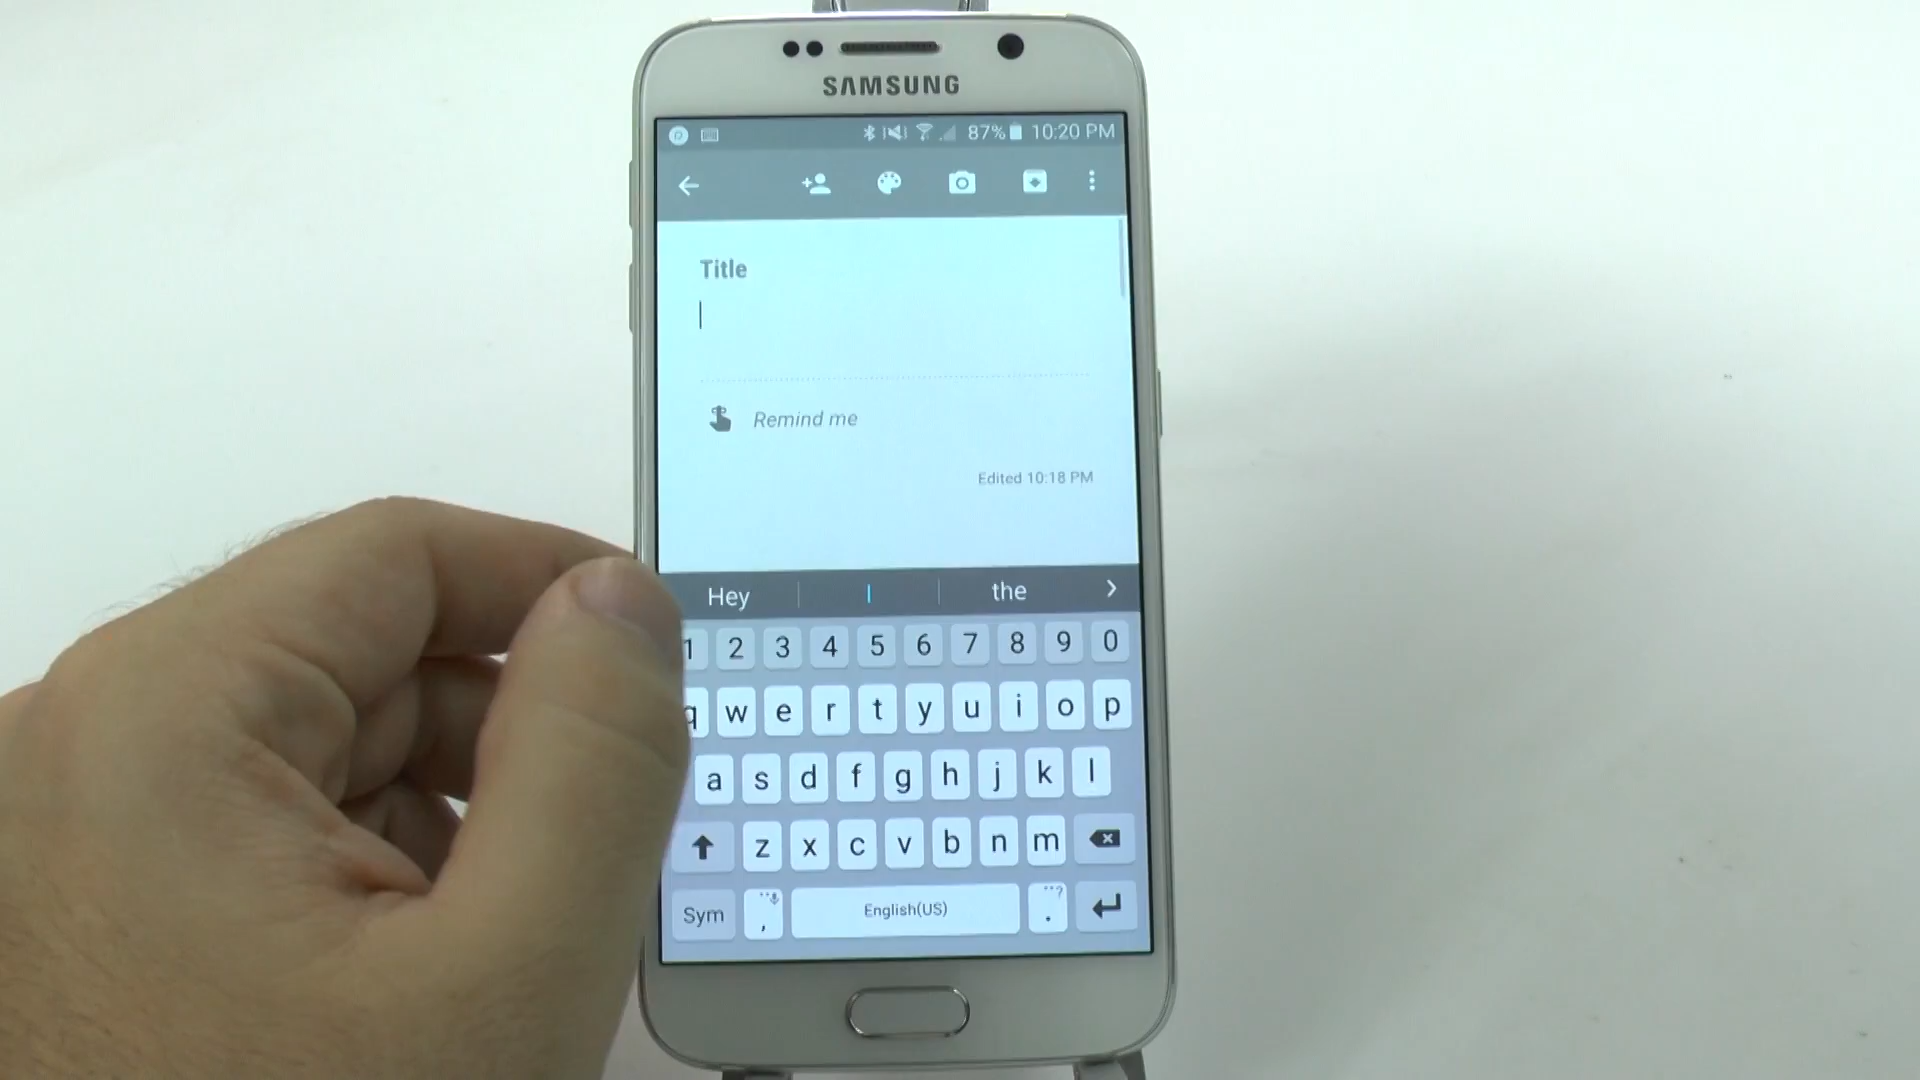 SAMSUNG
87% 10:20 PM
Title
Remind me
Edited 10:18 PM
Hey I the
1 2 3 4 5 6 7 8 9 0
q w e r t y u i o p
a s d f g h j k l
z x c v b n m
Sym , English(US) . ?